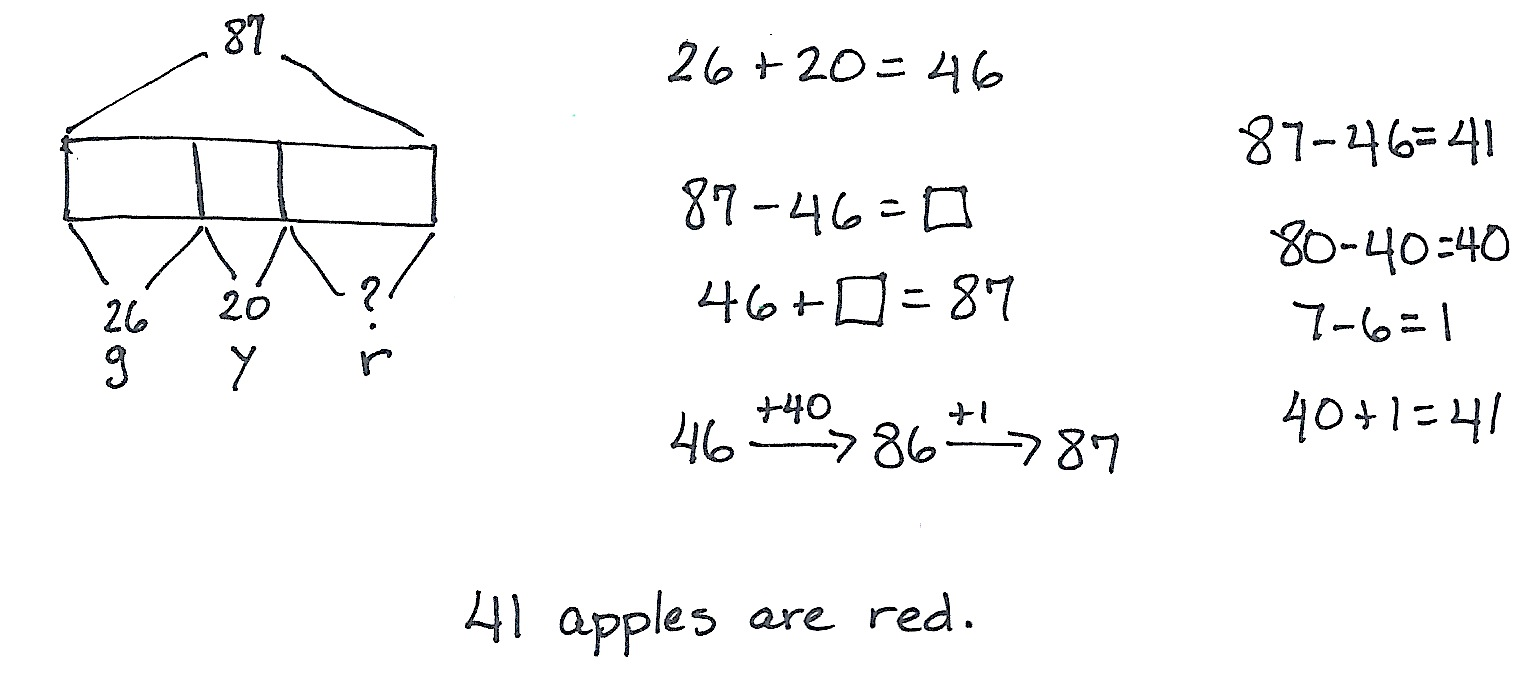 87
26 20 ?
g y r
26 + 20 = 46
87 - 46 = □
46 + □ = 87
46 +40→ 86 +1→ 87
87 - 46 = 41
80 - 40 = 40
7 - 6 = 1
40 + 1 = 41
41 apples are red.